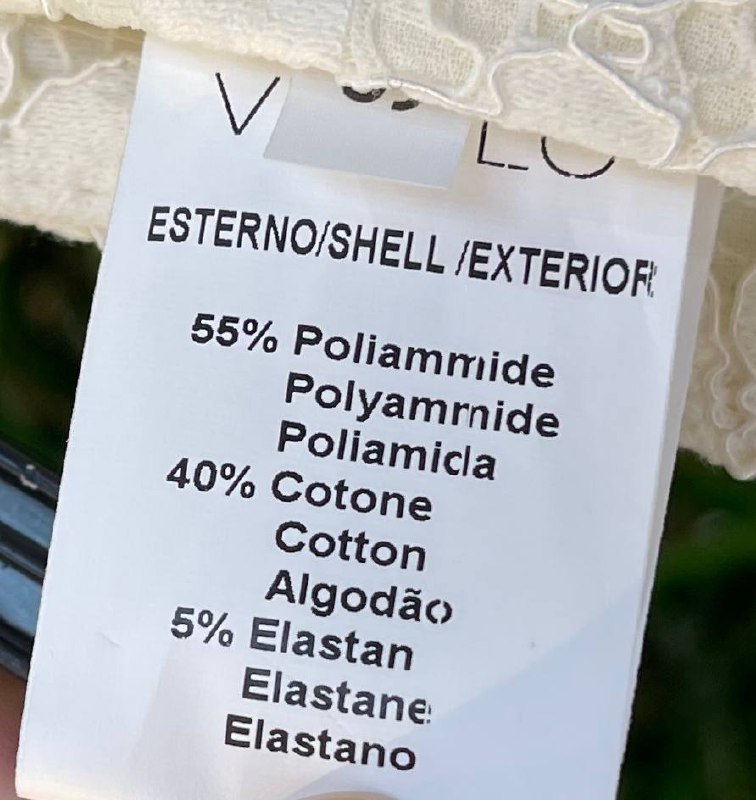 ESTERNO/SHELL /EXTERIOR
55% Poliammide
Polyammide
Poliamida
40% Cotone
Cotton
Algodão
5% Elastan
Elastane
Elastano